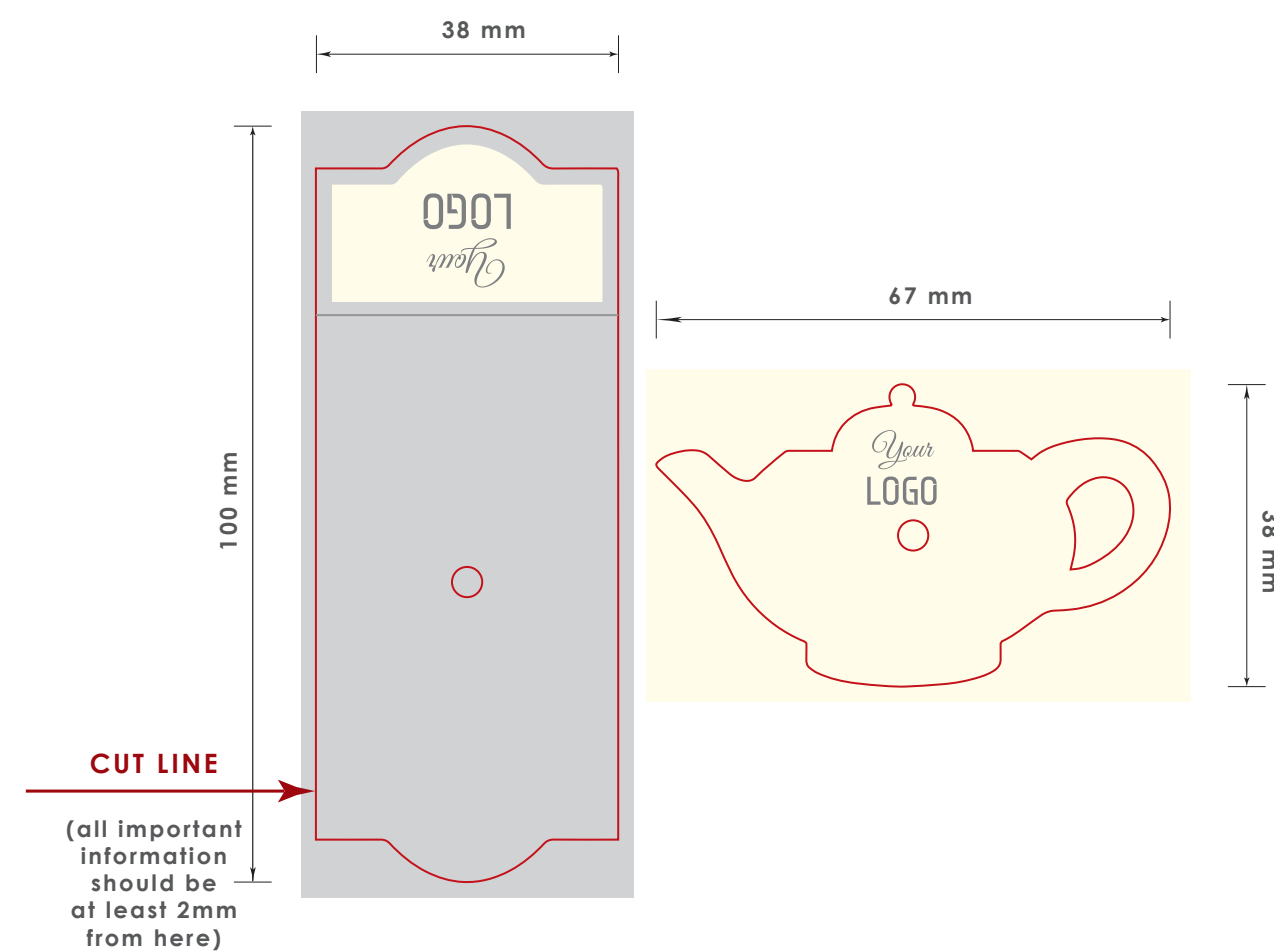 38 mm
Your
LOGO
67 mm
Your
LOGO
100 mm
38 mm
CUT LINE
(all important
information
should be
at least 2mm
from here)